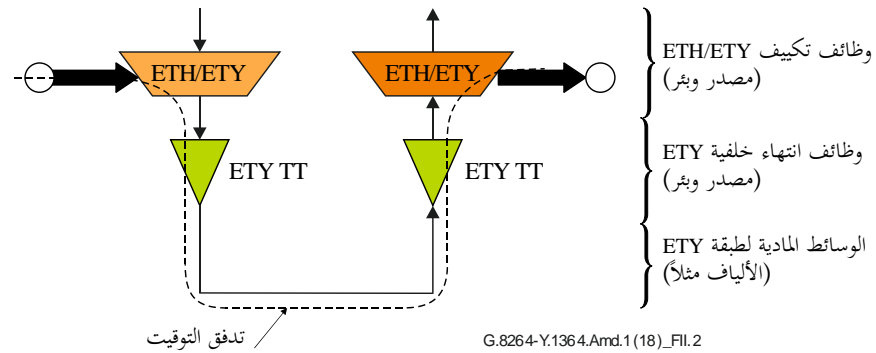 ETH/ETY
ETH/ETY
وظائف تكييف ETH/ETY
(مصدر وبئر)
ETY TT
ETY TT
وظائف انتهاء خلفية ETY
(مصدر وبئر)
الوسائط المادية لطبقة ETY
(الألياف مثلاً)
تدفق التوقيت
G.8264-Y.1364.Amd.1(18)_FII.2